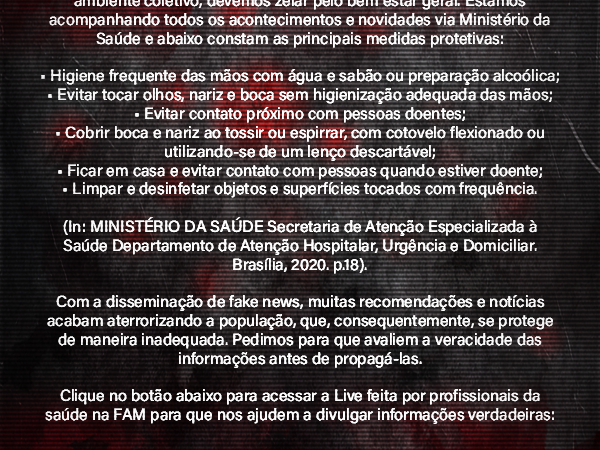 ambiente coletivo, devemos zelar pelo bem estar geral. Estamos
acompanhando todos os acontecimentos e novidades via Ministério da
Saúde e abaixo constam as principais medidas protetivas:
• Higiene frequente das mãos com água e sabão ou preparação alcoólica;
• Evitar tocar olhos, nariz e boca sem higienização adequada das mãos;
• Evitar contato próximo com pessoas doentes;
• Cobrir boca e nariz ao tossir ou espirrar, com cotovelo flexionado ou
utilizando-se de um lenço descartável;
• Ficar em casa e evitar contato com pessoas quando estiver doente;
• Limpar e desinfetar objetos e superfícies tocados com frequência.
(In: MINISTÉRIO DA SAÚDE Secretaria de Atenção Especializada à
Saúde Departamento de Atenção Hospitalar, Urgência e Domiciliar.
Brasília, 2020. p.18).
Com a disseminação de fake news, muitas recomendações e notícias
acabam aterrorizando a população, que, consequentemente, se protege
de maneira inadequada. Pedimos para que avaliem a veracidade das
informações antes de propagá-las.
Clique no botão abaixo para acessar a Live feita por profissionais da
saúde na FAM para que nos ajudem a divulgar informações verdadeiras: